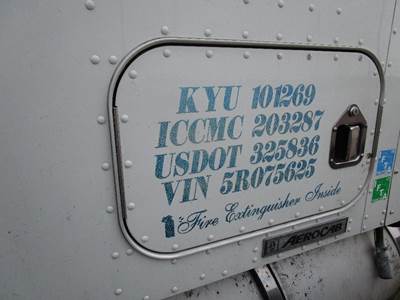 KYU 101269
ICCMC 203287
USDOT 325836
VIN 5R075625
Fire Extinguisher Inside
AEROCAB